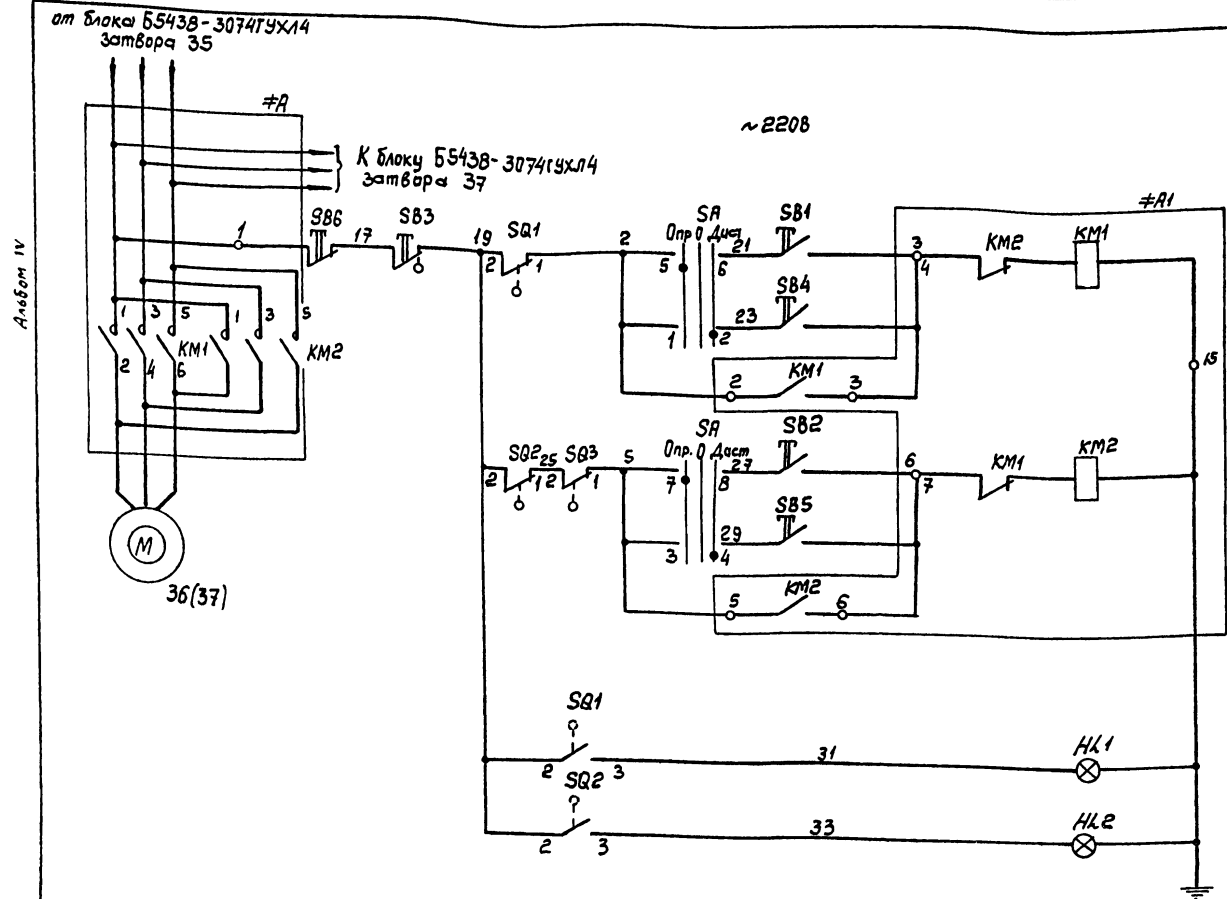 от блока Б5438-3074ГУХЛ4
Затвора 35
≠А
~220В
К блоку Б5438-3074ГУХЛ4
Затвора 37
≠А1
Альбом IV
1
SB6
17
SB3
19
SQ1
2
1
2
SA
Опр. 0 Дист
5
6
21
SB1
3
4
KM2
KM1
1
2
23
SB4
2
KM1
3
15
1
3
5
KM1
1
3
5
KM2
2
4
6
2
SQ2
1
25
2
SQ3
1
5
SA
Опр. 0 Даст
7
8
27
SB2
6
7
KM1
KM2
3
4
29
SB5
5
KM2
6
М
36(37)
SQ1
2
3
31
HL1
SQ2
2
3
33
HL2